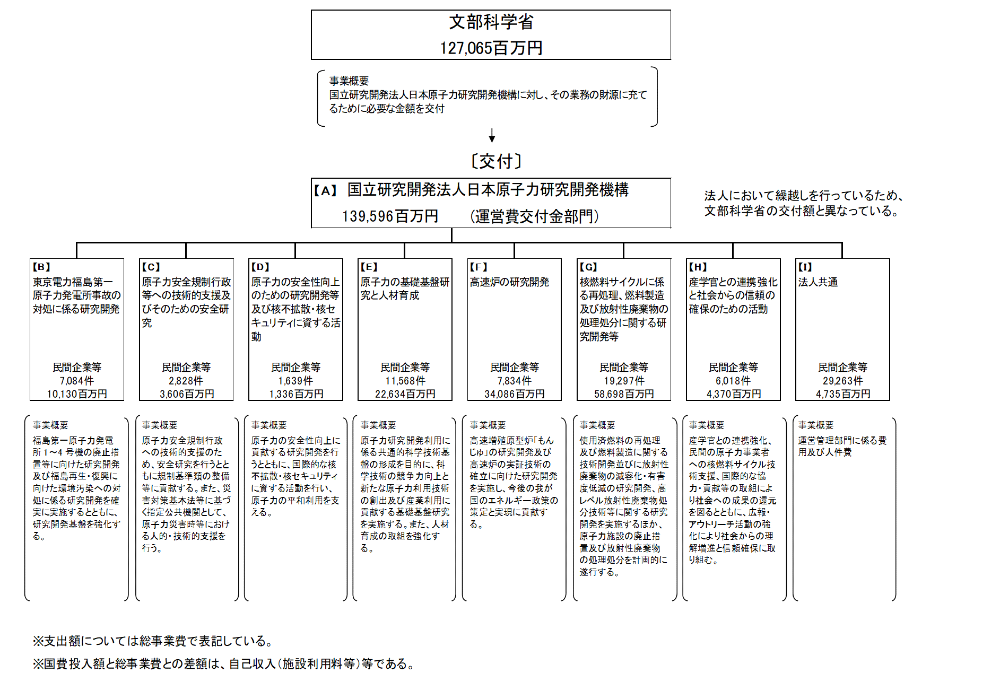 文部科学省
127,065百万円
事業概要
国立研究開発法人日本原子力研究開発機構に対し、その業務の財源に充て
るために必要な金額を交付
〔交付〕
【A】 国立研究開発法人日本原子力研究開発機構
139,596百万円 （運営費交付金部門）
法人において繰越しを行っているため、
文部科学省の交付額と異なっている。
【B】
東京電力福島第一
原子力発電所事故の
対処に係る研究開発
民間企業等
7,084件
10,130百万円
【C】
原子力安全規制行政
等への技術的支援及
びそのための安全研
究
民間企業等
2,828件
3,606百万円
【D】
原子力の安全性向上
のための研究開発等
及び核不拡散・核セ
キュリティに資する活
動
民間企業等
1,639件
1,336百万円
【E】
原子力の基礎基盤研
究と人材育成
民間企業等
11,568件
22,634百万円
【F】
高速炉の研究開発
民間企業等
7,834件
34,086百万円
【G】
核燃料サイクルに係
る再処理、燃料製造
及び放射性廃棄物の
処理処分に関する研
究開発等
民間企業等
19,297件
58,698百万円
【H】
産学官との連携強化
と社会からの信頼の
確保のための活動
民間企業等
6,018件
4,370百万円
【I】
法人共通
民間企業等
29,263件
4,735百万円
事業概要
福島第一原子力発電
所1～4号機の廃止措
置等に向けた研究開発
及び福島再生・復興に
向けた環境汚染への対
処に係る研究開発を確
実に実施するとともに、
研究開発基盤を強化す
る。
事業概要
原子力安全規制行政
への技術的支援のた
め、安全研究を行うとと
もに規制基準類の整備
等に貢献する。また、災
害対策基本法等に基づ
く指定公共機関として、
原子力災害時等におけ
る人的・技術的支援を
行う。
事業概要
原子力の安全性向上に
貢献する研究開発を行
うとともに、国際的な核
不拡散・核セキュリティ
に資する活動を行い、
原子力の平和利用を支
える。
事業概要
原子力研究開発利用に
係る共通的科学技術基
盤の形成を目的に、科
学技術の競争力向上と
新たな原子力利用技術
の創出及び産業利用に
貢献する基礎基盤研究
を実施する。また、人材
育成の取組を強化す
る。
事業概要
高速増殖原型炉「もん
じゅ」の研究開発及び
高速炉の実証技術の
確立に向けた研究開発
を実施し、今後の我が
国のエネルギー政策の
策定と実現に貢献す
る。
事業概要
使用済燃料の再処理
及び燃料製造に関する
技術開発並びに放射性
廃棄物の減容化・有害
度低減の研究開発、高
レベル放射性廃棄物処
分技術等に関する研究
開発を実施するほか、
原子力施設の廃止措
置及び放射性廃棄物
の処理処分を計画的に
遂行する。
事業概要
産学官との連携強化、
民間の原子力事業者
への核燃料サイクル技
術支援、国際的な協
力・貢献等の取組によ
り社会への成果の還元
を図るとともに、広報・
アウトリーチ活動の強
化により社会からの理
解増進と信頼確保に取
り組む。
事業概要
運営管理部門に係る費
用及び人件費
※支出額については総事業費で表記している。
※国費投入額と総事業費との差額は、自己収入（施設利用料等）等である。